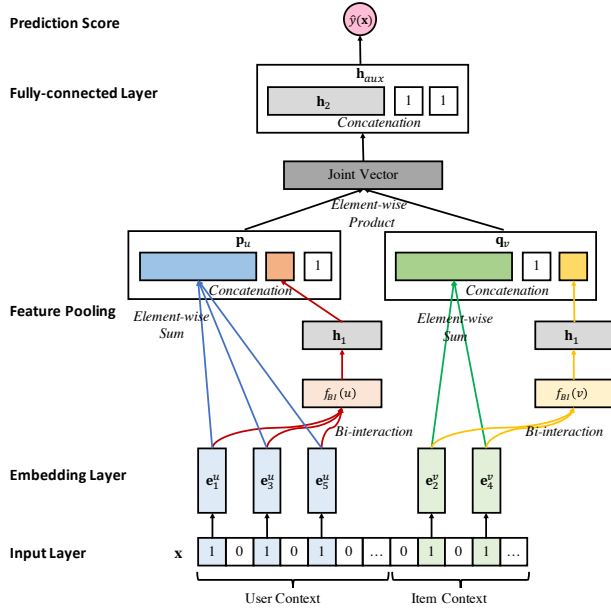 Prediction Score
ŷ(x)
h_aux
Fully-connected Layer
h_2 1 1
Concatenation
Joint Vector
Element-wise
Product
p_u q_v
1 1
Concatenation Concatenation
Feature Pooling
Element-wise
Sum
Element-wise
Sum
h_1 h_1
f_BI(u) f_BI(v)
Bi-interaction Bi-interaction
Embedding Layer
e_1^u e_3^u e_5^u e_2^v e_4^v
Input Layer x 1 0 1 0 1 0 ... 0 1 0 1 ...
User Context Item Context